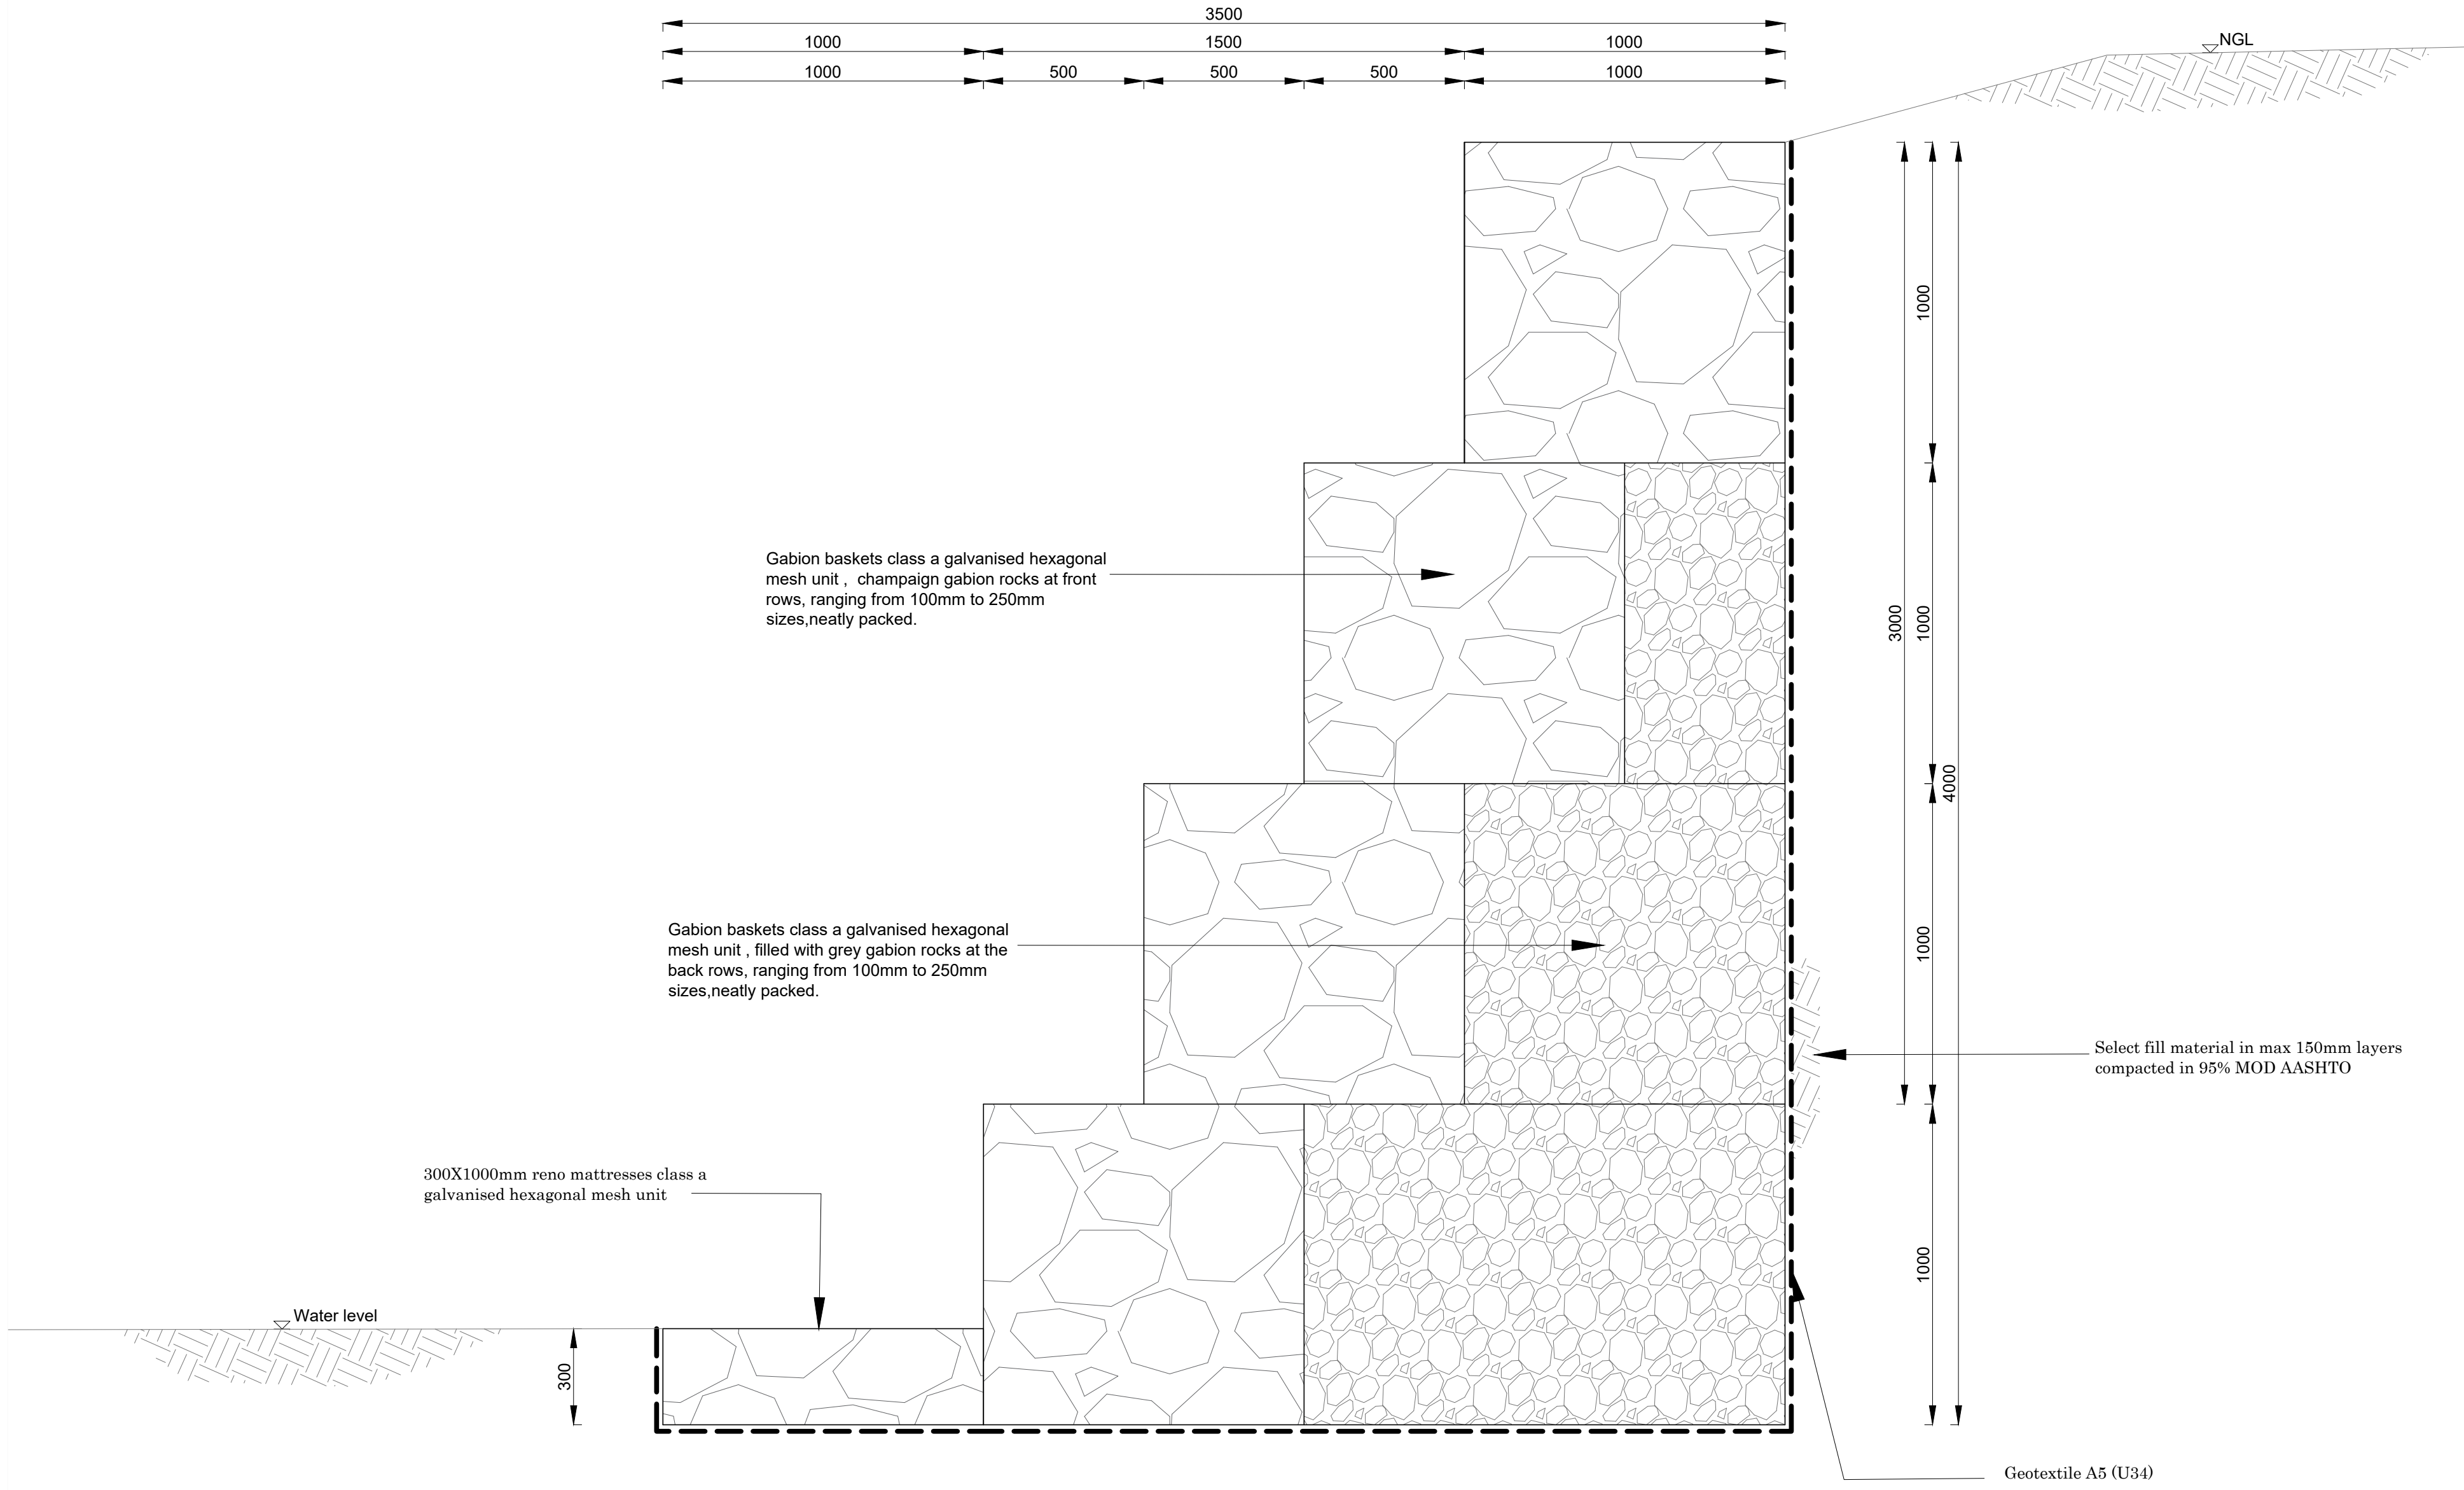 3500
1000
1500
1000
1000
500
500
500
1000
NGL
1000
Gabion baskets class a galvanised hexagonal
mesh unit , champaign gabion rocks at front
rows, ranging from 100mm to 250mm
sizes,neatly packed.
3000
1000
4000
Gabion baskets class a galvanised hexagonal
mesh unit , filled with grey gabion rocks at the
back rows, ranging from 100mm to 250mm
sizes,neatly packed.
1000
Select fill material in max 150mm layers
compacted in 95% MOD AASHTO
300X1000mm reno mattresses class a
galvanised hexagonal mesh unit
1000
Water level
300
Geotextile A5 (U34)